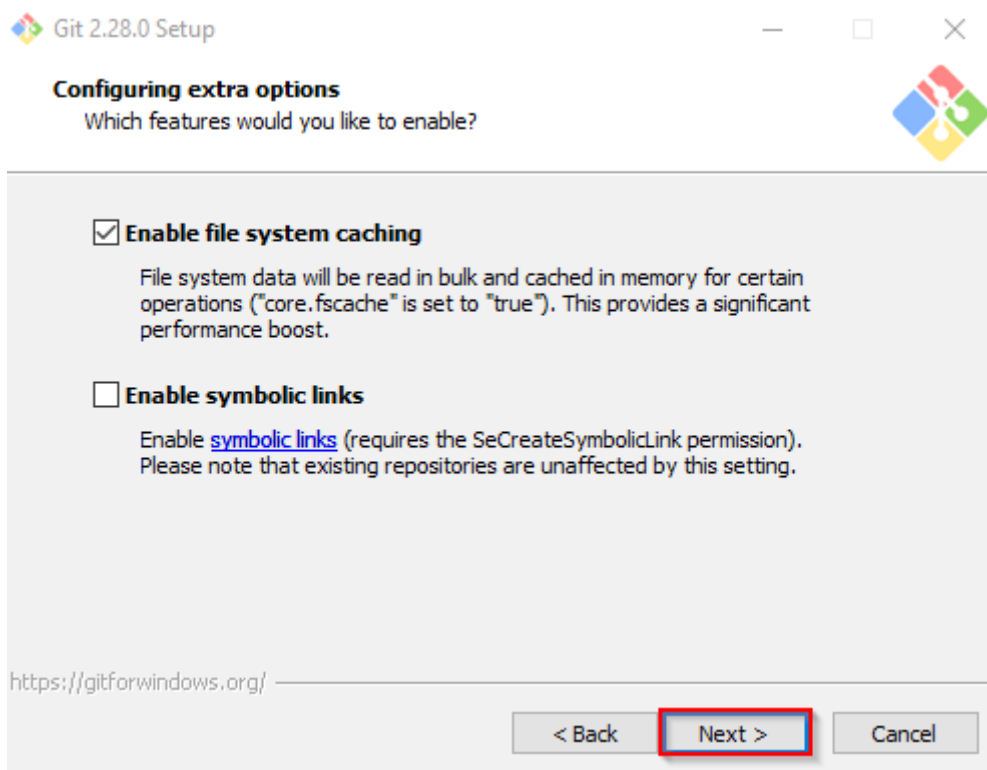 Git 2.28.0 Setup
Configuring extra options
Which features would you like to enable?
Enable file system caching
File system data will be read in bulk and cached in memory for certain
operations ("core.fscache" is set to "true"). This provides a significant
performance boost.
Enable symbolic links
Enable symbolic links (requires the SeCreateSymbolicLink permission).
Please note that existing repositories are unaffected by this setting.
https://gitforwindows.org/
< Back Next > Cancel